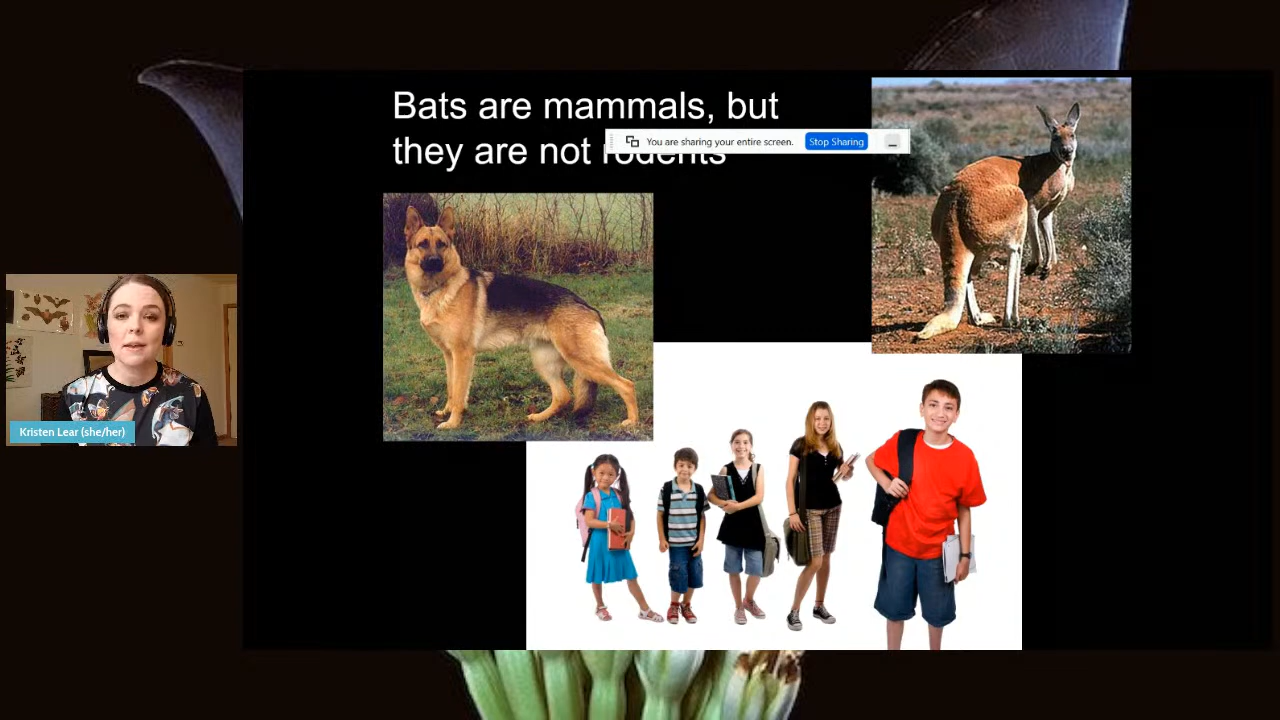 Bats are mammals, but
they are not rodents
You are sharing your entire screen. Stop Sharing
Kristen Lear (she/her)